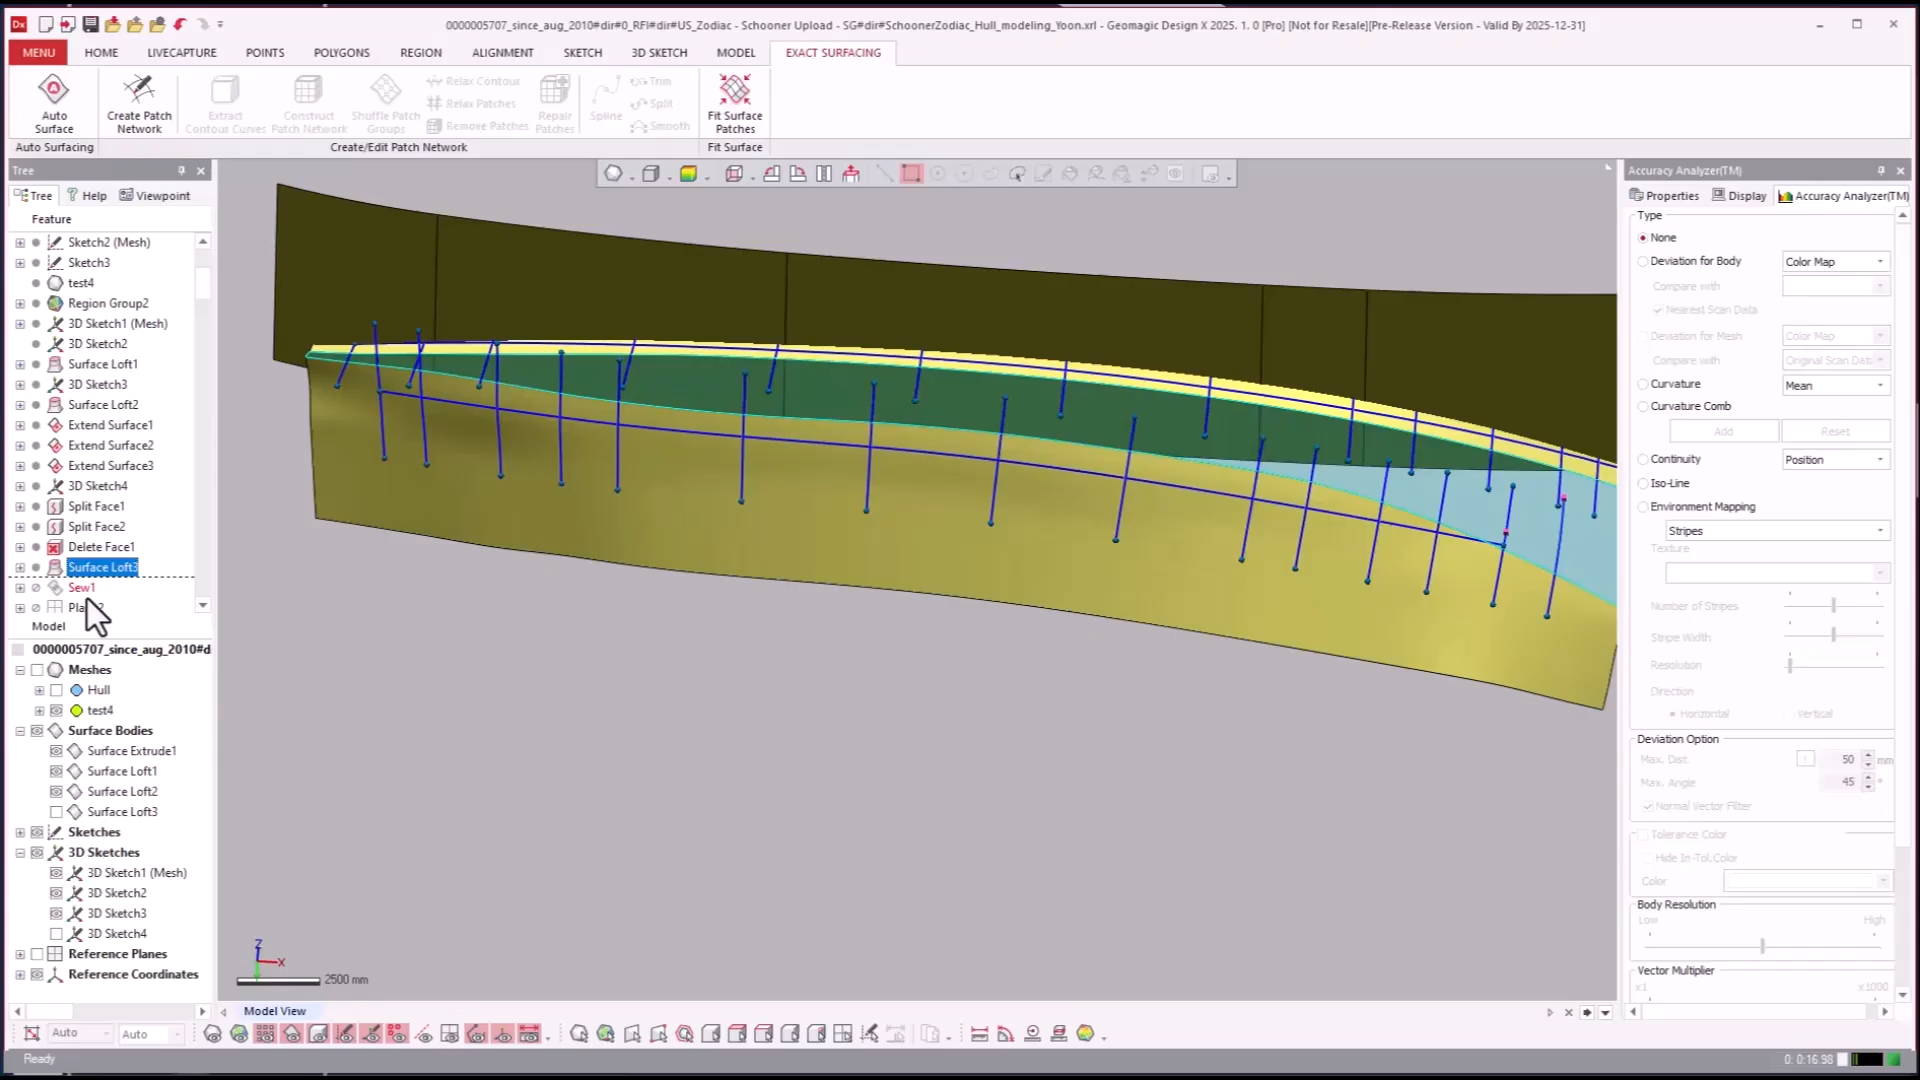 0000005707_since_aug_2010#dir#0_RFI#dir#US_Zodiac - Schooner Upload - SG#dir#SchoonerZodiac_Hull_modeling_Yoon.xrl - Geomagic Design X 2025. 1. 0 [Pro] [Not for Resale][Pre-Release Version - Valid By 2025-12-31]
MENU HOME LIVECAPTURE POINTS POLYGONS REGION ALIGNMENT SKETCH 3D SKETCH MODEL EXACT SURFACING
Auto Surface
Create Patch Network
Extract Contour Curves
Construct Patch Network
Shuffle Patch Groups
Relax Contour
Relax Patches
Remove Patches
Repair Patches
Spline
Trim
Split
Smooth
Fit Surface Patches
Auto Surfacing
Create/Edit Patch Network
Fit Surface
Tree
Tree Help Viewpoint
Feature
Sketch2 (Mesh)
Sketch3
test4
Region Group2
3D Sketch1 (Mesh)
3D Sketch2
Surface Loft1
3D Sketch3
Surface Loft2
Extend Surface1
Extend Surface2
Extend Surface3
3D Sketch4
Split Face1
Split Face2
Delete Face1
Surface Loft3
Sew1
Model
0000005707_since_aug_2010#d
Meshes
Hull
test4
Surface Bodies
Surface Extrude1
Surface Loft1
Surface Loft2
Surface Loft3
Sketches
3D Sketches
3D Sketch1 (Mesh)
3D Sketch2
3D Sketch3
3D Sketch4
Reference Planes
Reference Coordinates
Z
X
2500 mm
Model View
Auto Auto
Ready
0: 0:16.98
Accuracy Analyzer(TM)
Properties Display Accuracy Analyzer(TM)
Type
None
Deviation for Body Color Map
Compare with
Nearest Scan Data
Deviation for Mesh Color Map
Compare with Original Scan Data
Curvature Mean
Curvature Comb
Add Reset
Continuity Position
Iso-Line
Environment Mapping
Stripes
Texture
Number of Stripes
Stripe Width
Resolution
Direction
Horizontal Vertical
Deviation Option
Max. Dist. 50 mm
Max. Angle 45 °
Normal Vector Filter
Tolerance Color
Hide In-Tol.Color
Color
Body Resolution
Low High
Vector Multiplier
x1 x1000